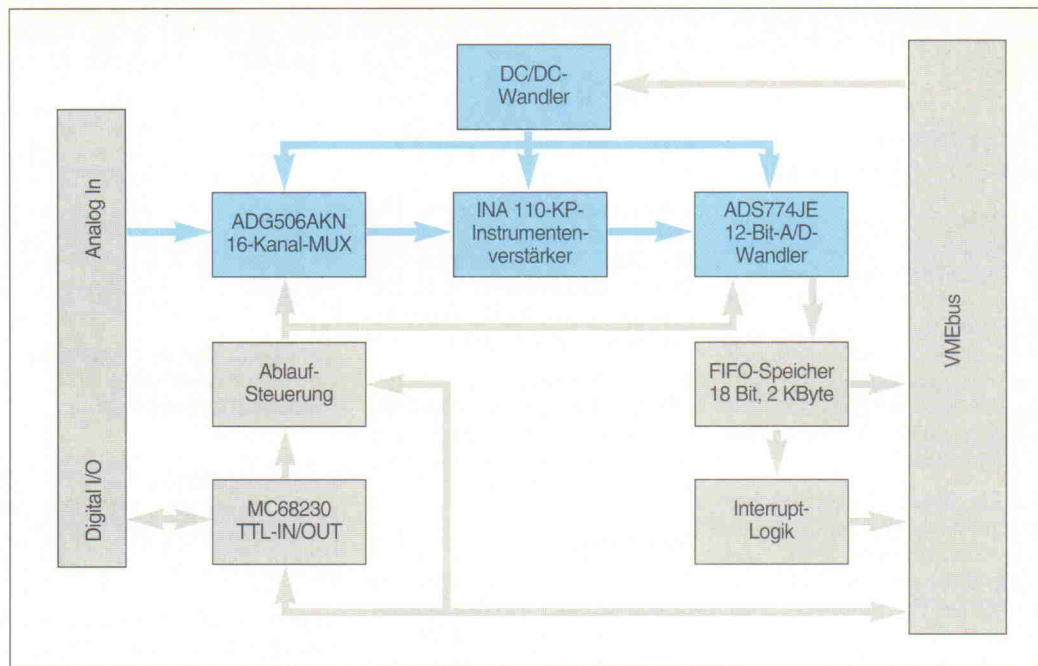 DC/DC-
Wandler
Analog In
ADG506AKN
16-Kanal-MUX
INA 110-KP-
Instrumenten-
verstärker
ADS774JE
12-Bit-A/D-
Wandler
VMEbus
Ablauf-
Steuerung
FIFO-Speicher
18 Bit, 2 KByte
Digital I/O
MC68230
TTL-IN/OUT
Interrupt-
Logik